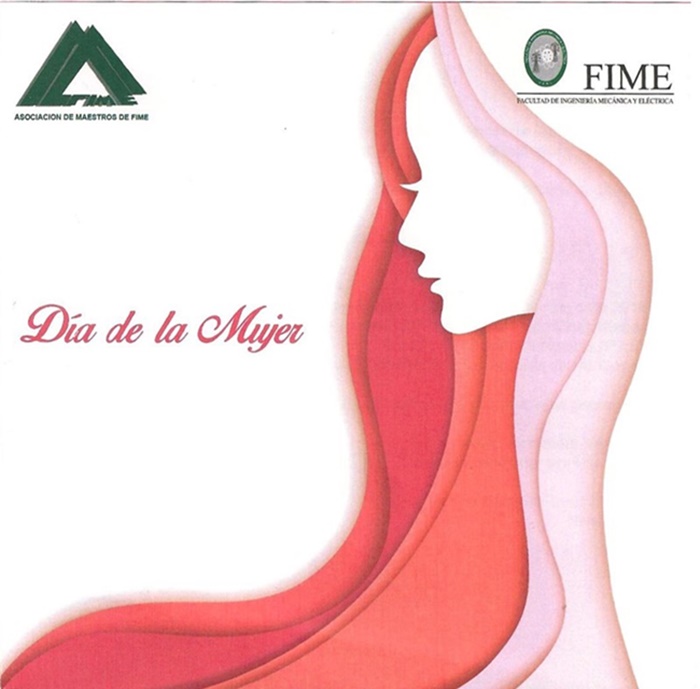 FIME
ASOCIACION DE MAESTROS DE FIME
FIME
FACULTAD DE INGENIERÍA MECÁNICA Y ELÉCTRICA
Día de la Mujer